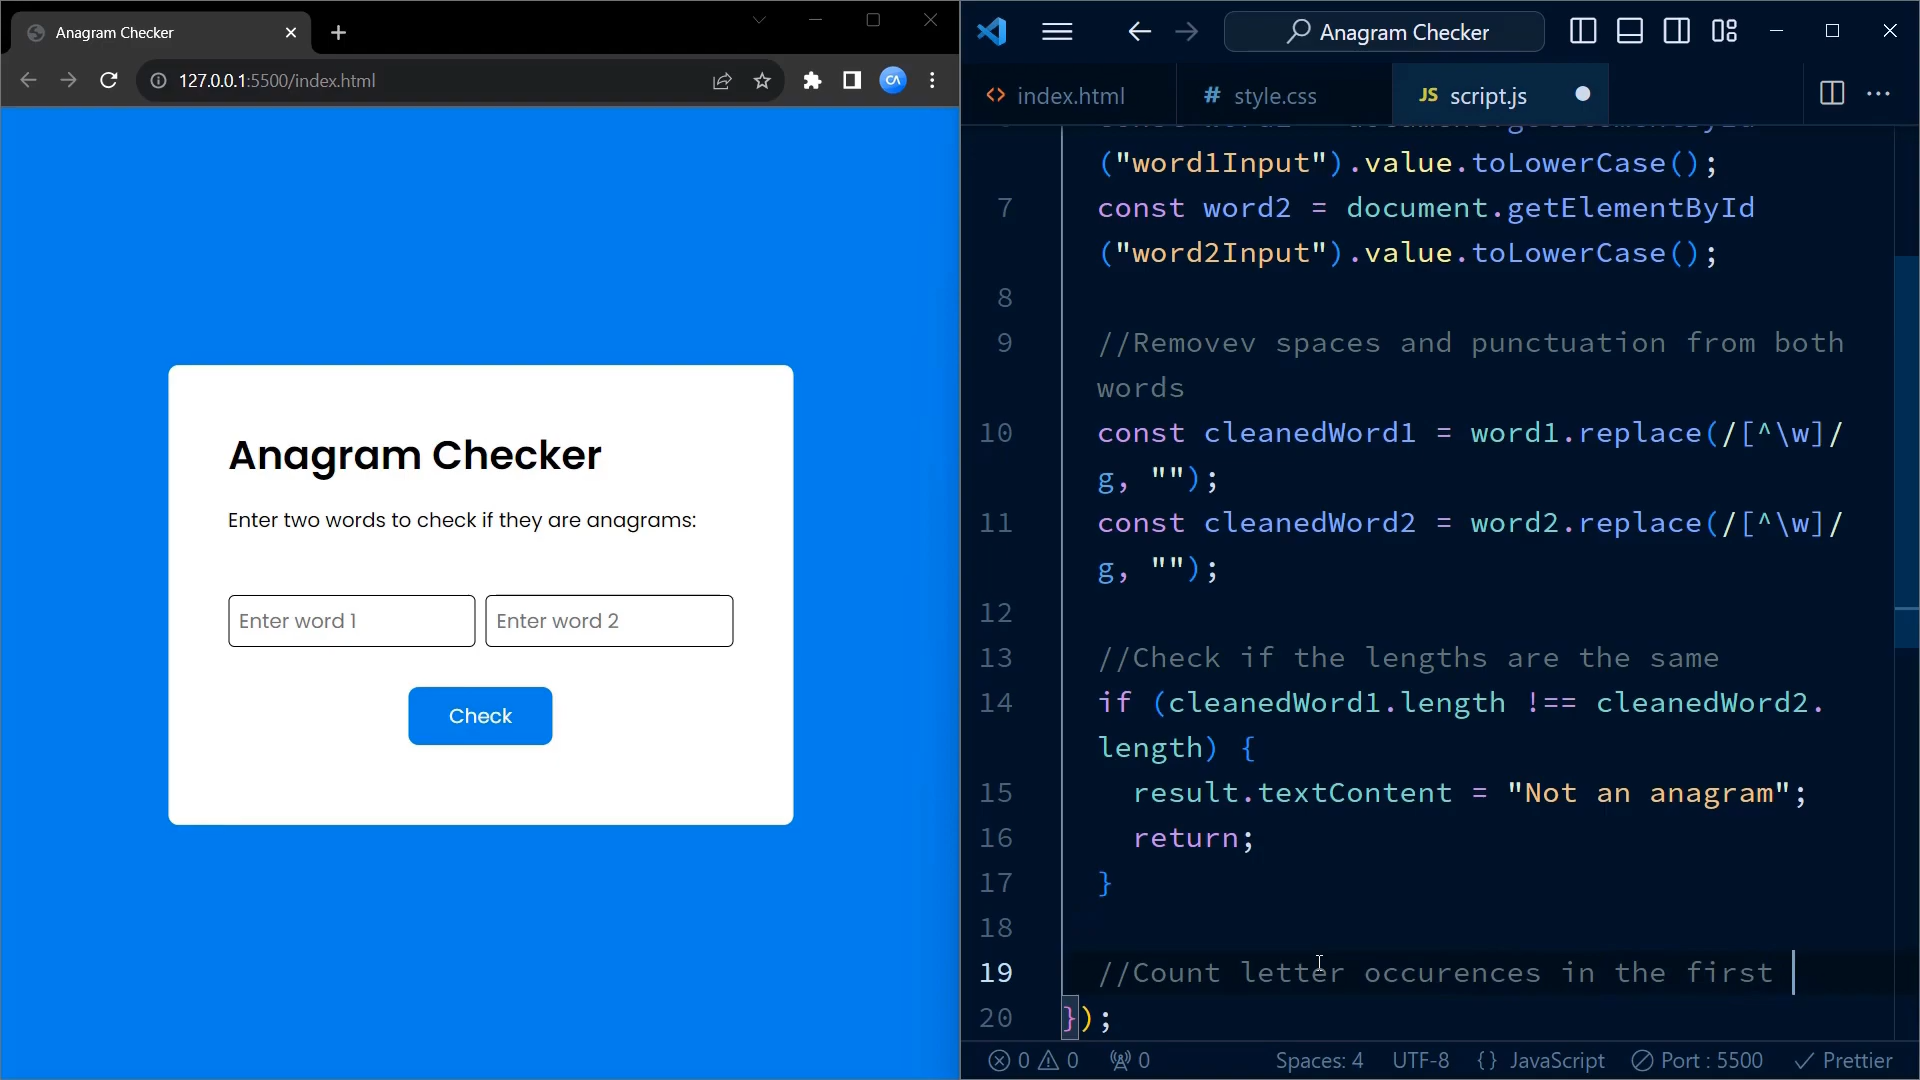 Anagram Checker
127.0.0.1:5500/index.html
CA
Anagram Checker
Enter two words to check if they are anagrams:
Enter word 1
Enter word 2
Check
Anagram Checker
index.html
# style.css
JS script.js
("word1Input").value.toLowerCase();
7 const word2 = document.getElementById
("word2Input").value.toLowerCase();
8
9 //Removev spaces and punctuation from both
words
10 const cleanedWord1 = word1.replace(/[^\w]/
g, "");
11 const cleanedWord2 = word2.replace(/[^\w]/
g, "");
12
13 //Check if the lengths are the same
14 if (cleanedWord1.length !== cleanedWord2.
length) {
15 result.textContent = "Not an anagram";
16 return;
17 }
18
19 //Count letter occurences in the first
20 });
0 0 0 Spaces: 4 UTF-8 {} JavaScript Port : 5500 Prettier